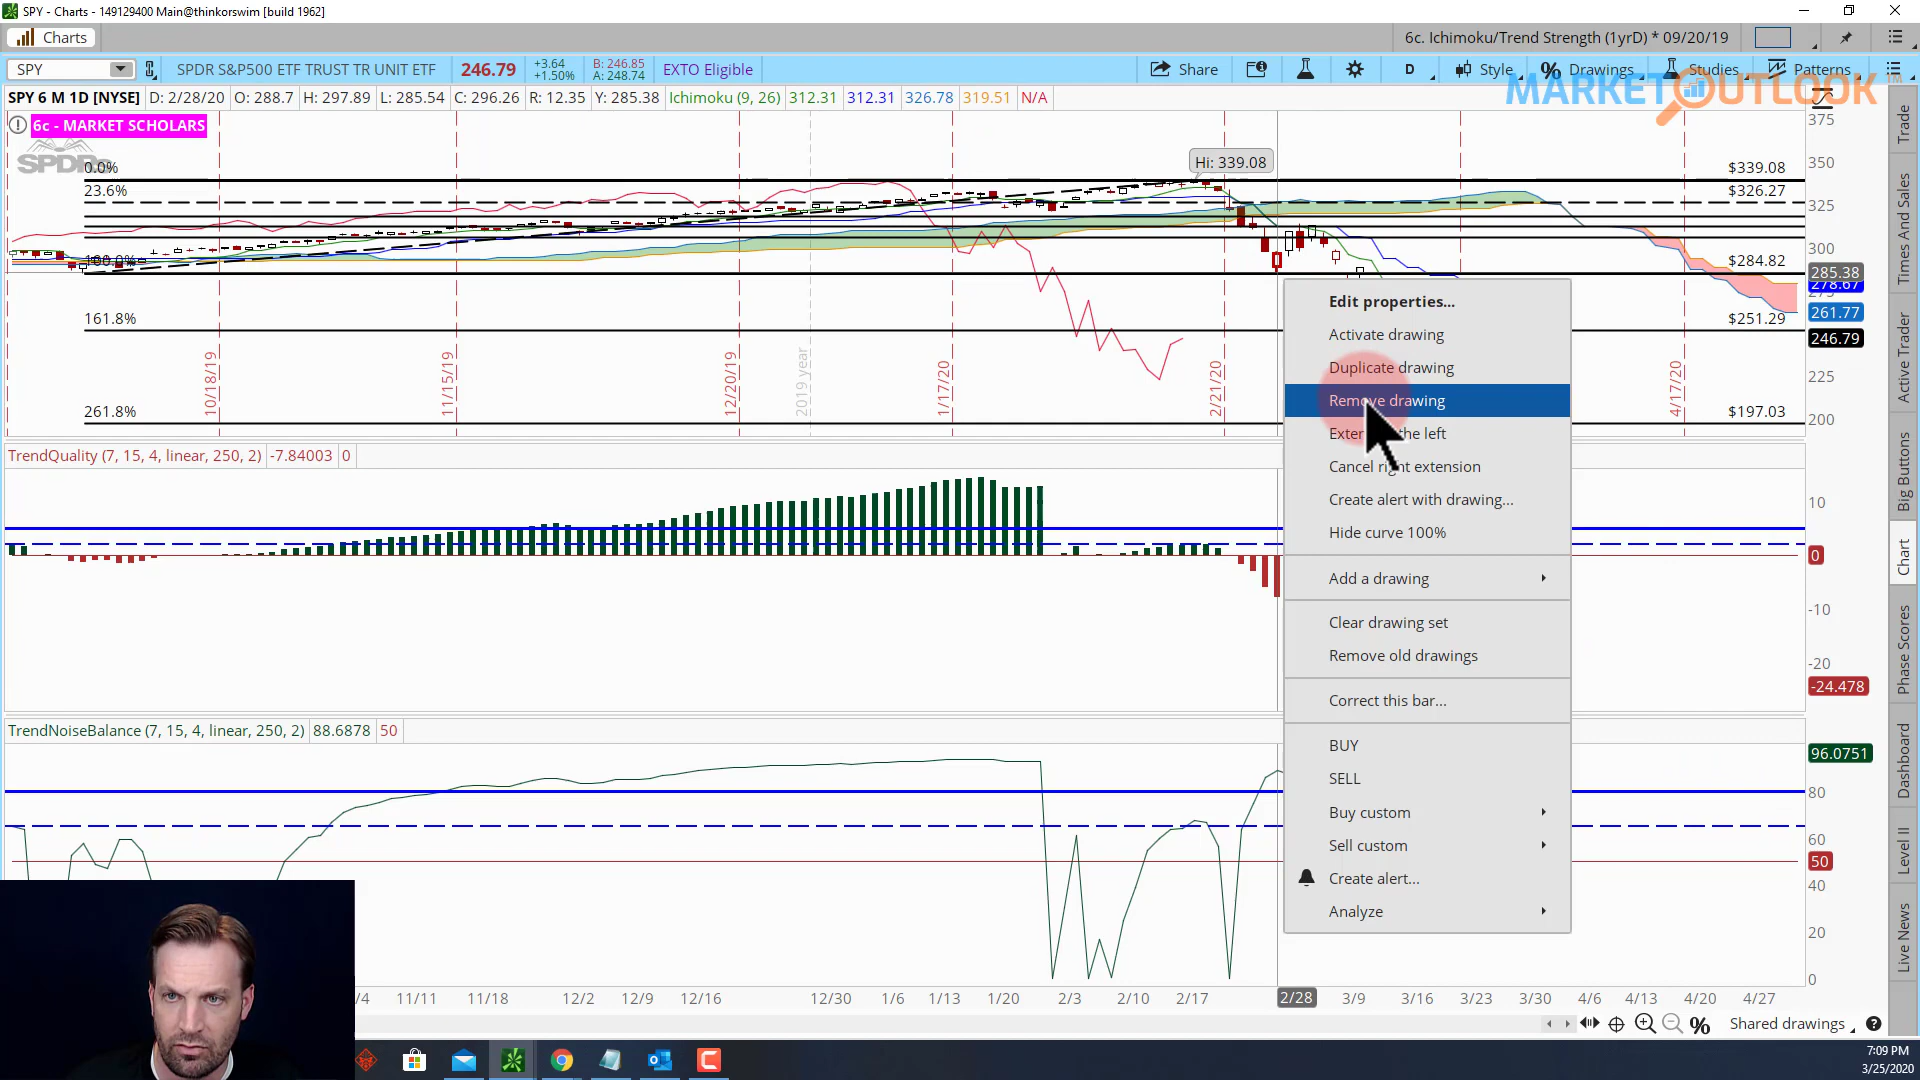 SPY - Charts - 149129400 Main@thinkorswim [build 1962]
Charts
6c. Ichimoku/Trend Strength (1yrD) * 09/20/19
SPY
SPDR S&P500 ETF TRUST TR UNIT ETF
246.79
+3.64
+1.50%
B: 246.85
A: 248.74
EXTO Eligible
Share
D
Style
Drawings
Studies
Patterns
MARKET OUTLOOK
SPY 6 M 1D [NYSE]
D: 2/28/20
O: 288.7
H: 297.89
L: 285.54
C: 296.26
R: 12.35
Y: 285.38
Ichimoku (9, 26)
312.31
312.31
326.78
319.51
N/A
6c - MARKET SCHOLARS
SPDRs
0.0%
23.6%
100.0%
161.8%
261.8%
Hi: 339.08
$339.08
$326.27
$284.82
$251.29
$197.03
375
350
325
300
285.38
278.67
275
261.77
246.79
225
200
10/18/19
11/15/19
12/20/19
2019 year
1/17/20
2/21/20
4/17/20
Edit properties...
Activate drawing
Duplicate drawing
Remove drawing
Cancel right extension
Create alert with drawing...
Hide curve 100%
Add a drawing
Clear drawing set
Remove old drawings
Correct this bar...
BUY
SELL
Buy custom
Sell custom
Create alert...
Analyze
TrendQuality (7, 15, 4, linear, 250, 2)
-7.84003
0
10
0
-10
-20
-24.478
TrendNoiseBalance (7, 15, 4, linear, 250, 2)
88.6878
50
96.0751
80
60
50
40
20
0
/4
11/11
11/18
12/2
12/9
12/16
12/30
1/6
1/13
1/20
2/3
2/10
2/17
2/28
3/9
3/16
3/23
3/30
4/6
4/13
4/20
4/27
Shared drawings
Trade
Times And Sales
Active Trader
Big Buttons
Chart
Phase Scores
Dashboard
Level II
Live News
7:09 PM
3/25/2020